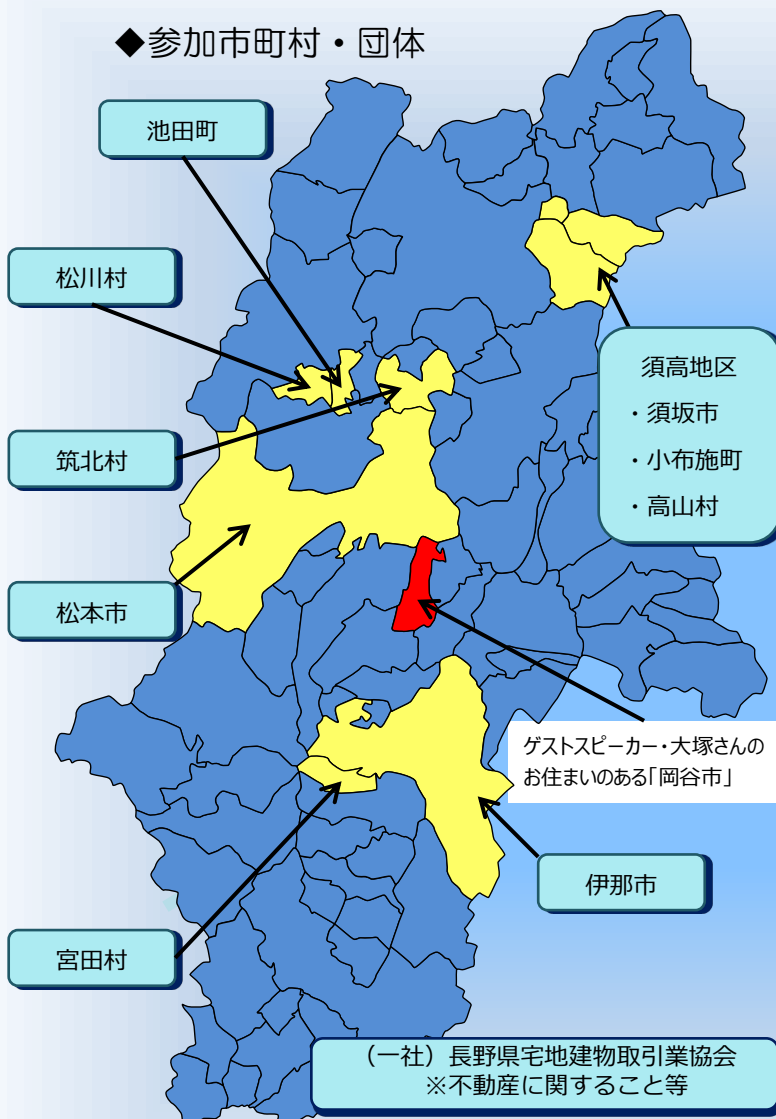 ◆参加市町村・団体
池田町
松川村
筑北村
松本市
宮田村
須高地区
・須坂市
・小布施町
・高山村
ゲストスピーカー・大塚さんの
お住まいのある「岡谷市」
伊那市
（一社）長野県宅地建物取引業協会
※不動産に関すること等